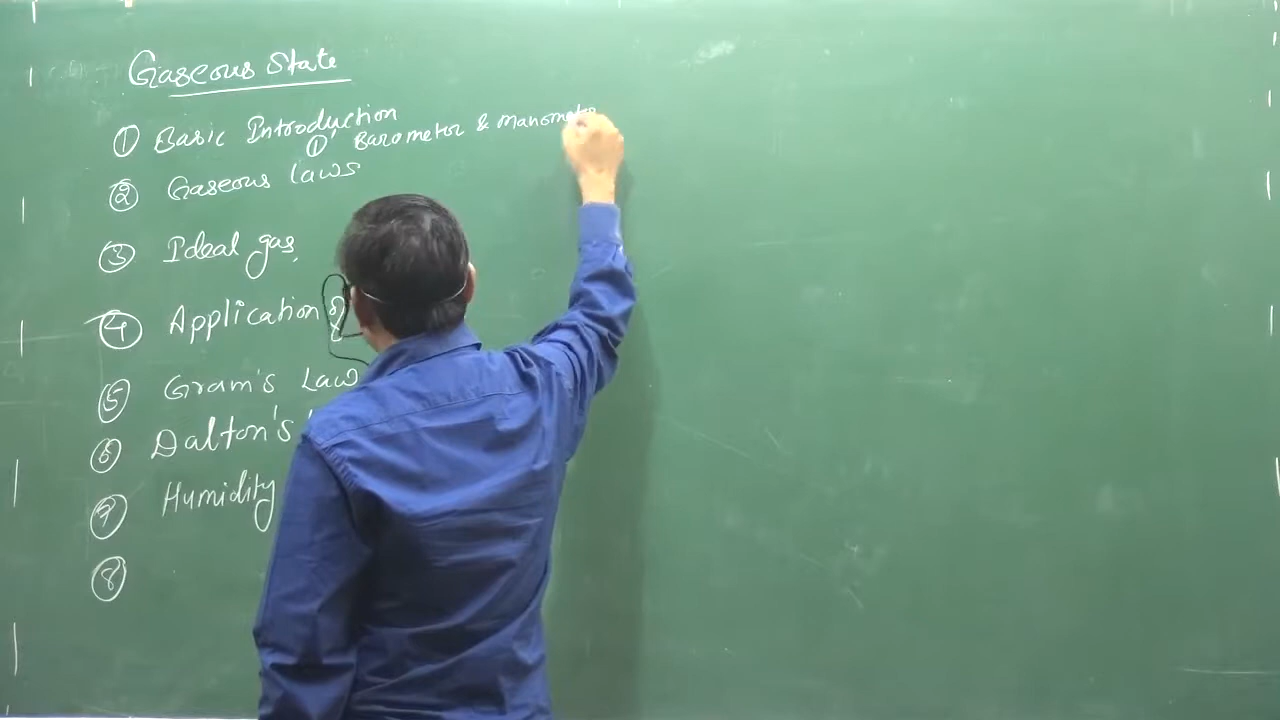 Gaseous State
① Basic Introduction
① Barometer & Manometer
② Gaseous laws
③ Ideal gas
④ Application of
⑤ Gram's Law
⑥ Dalton's
⑦ Humidity
⑧